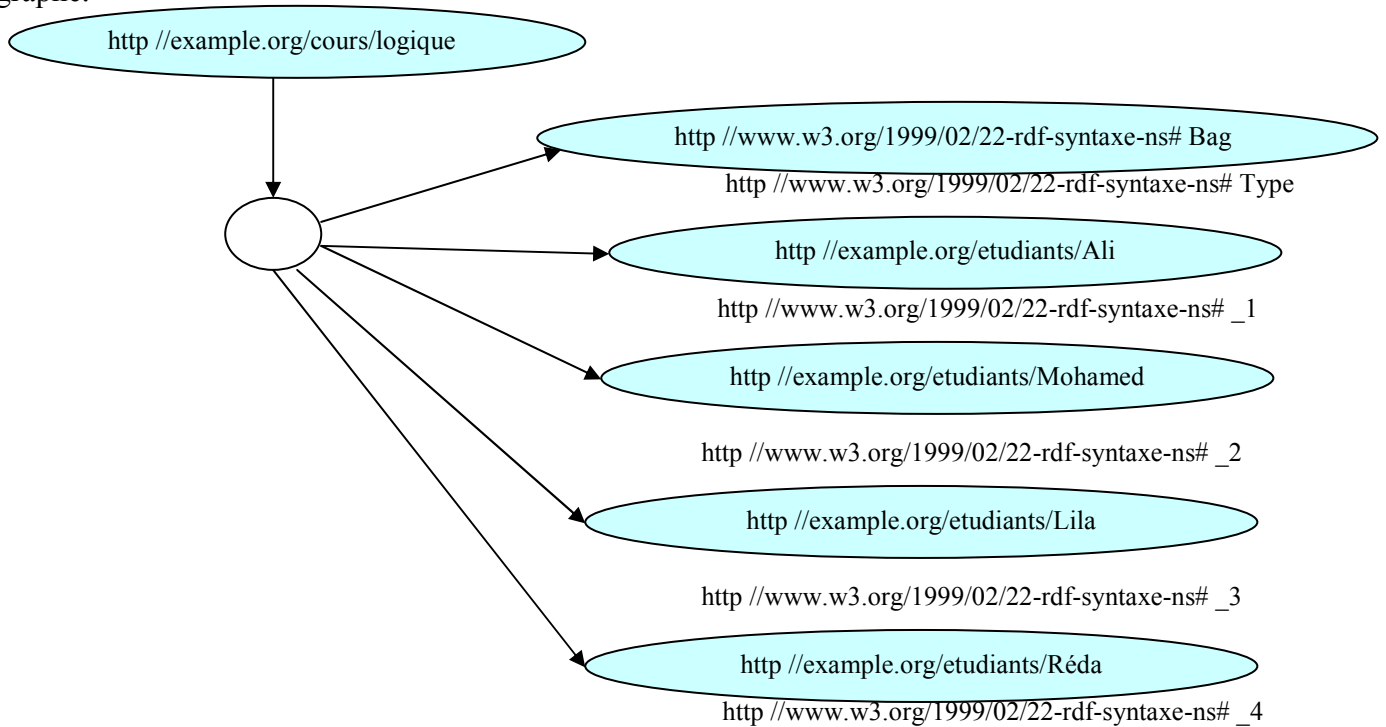 graphe.
http //example.org/cours/logique
http //www.w3.org/1999/02/22-rdf-syntaxe-ns# Bag
http //www.w3.org/1999/02/22-rdf-syntaxe-ns# Type
http //example.org/etudiants/Ali
http //www.w3.org/1999/02/22-rdf-syntaxe-ns# _1
http //example.org/etudiants/Mohamed
http //www.w3.org/1999/02/22-rdf-syntaxe-ns# _2
http //example.org/etudiants/Lila
http //www.w3.org/1999/02/22-rdf-syntaxe-ns# _3
http //example.org/etudiants/Réda
http //www.w3.org/1999/02/22-rdf-syntaxe-ns# _4